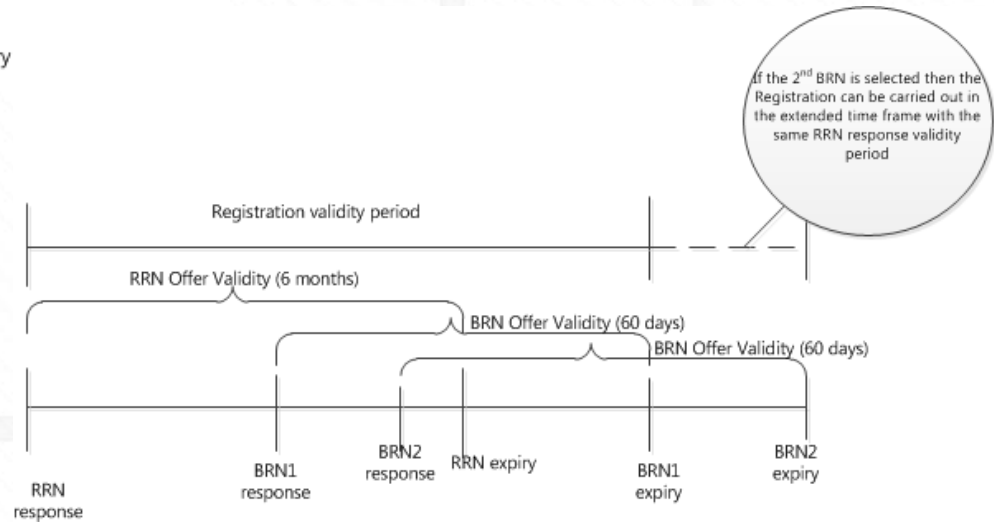 ry
If the 2nd BRN is selected then the
Registration can be carried out in
the extended time frame with the
same RRN response validity
period
Registration validity period
RRN Offer Validity (6 months)
BRN Offer Validity (60 days)
BRN Offer Validity (60 days)
RRN
response
BRN1
response
BRN2
response
RRN expiry
BRN1
expiry
BRN2
expiry